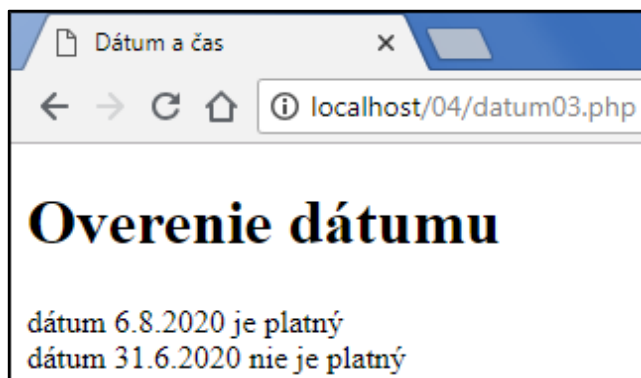 Dátum a čas
localhost/04/datum03.php
Overenie dátumu
dátum 6.8.2020 je platný
dátum 31.6.2020 nie je platný